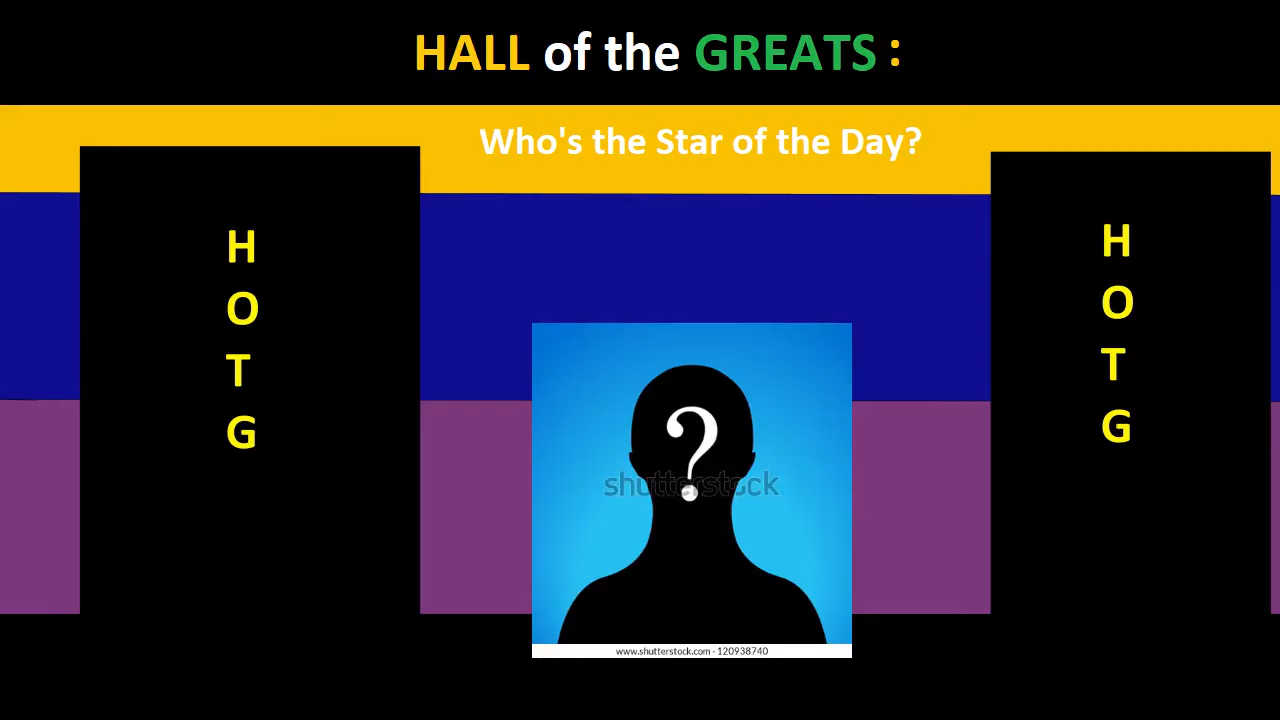 HALL of the GREATS :
Who's the Star of the Day?
H
O
T
G
H
O
T
G
?
shutterstock
www.shutterstock.com · 120938740